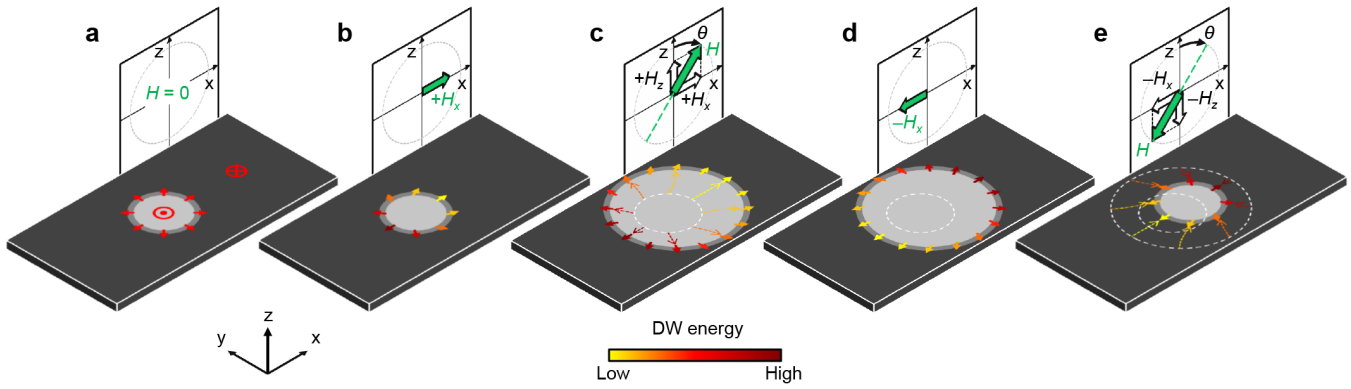 a
z
x
H = 0
b
z
x
+Hx
c
z
θ
H
+Hz
x
+Hx
d
z
x
–Hx
e
z
θ
–Hx
x
–Hz
H
z
y
x
DW energy
Low
High